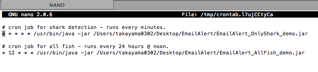 NANO
GNU nano 2.0.6 File: /tmp/crontab.l7ujCCtyCa
# cron job for shark detection - runs every minutes.
* * * * * /usr/bin/java -jar /Users/takayama0302/Desktop/EmailAlert/EmailAlert_OnlyShark_demo.jar
# cron job for all fish - runs every 24 hours @ noon.
* 12 * * * /usr/bin/java -jar /Users/takayama0302/Desktop/EmailAlert/EmailAlert_AllFish_demo.jar